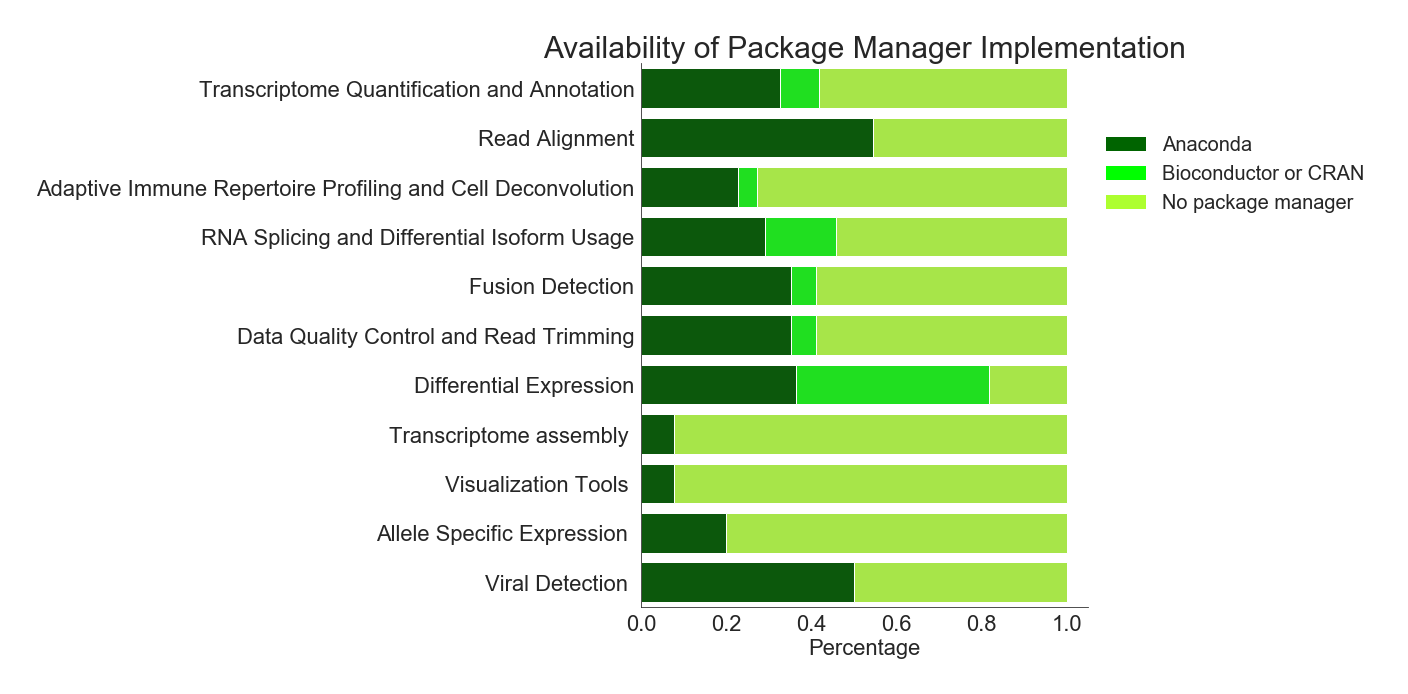 Availability of Package Manager Implementation
Transcriptome Quantification and Annotation
Read Alignment
Adaptive Immune Repertoire Profiling and Cell Deconvolution
RNA Splicing and Differential Isoform Usage
Fusion Detection
Data Quality Control and Read Trimming
Differential Expression
Transcriptome assembly
Visualization Tools
Allele Specific Expression
Viral Detection
0.0 0.2 0.4 0.6 0.8 1.0
Percentage
Anaconda
Bioconductor or CRAN
No package manager